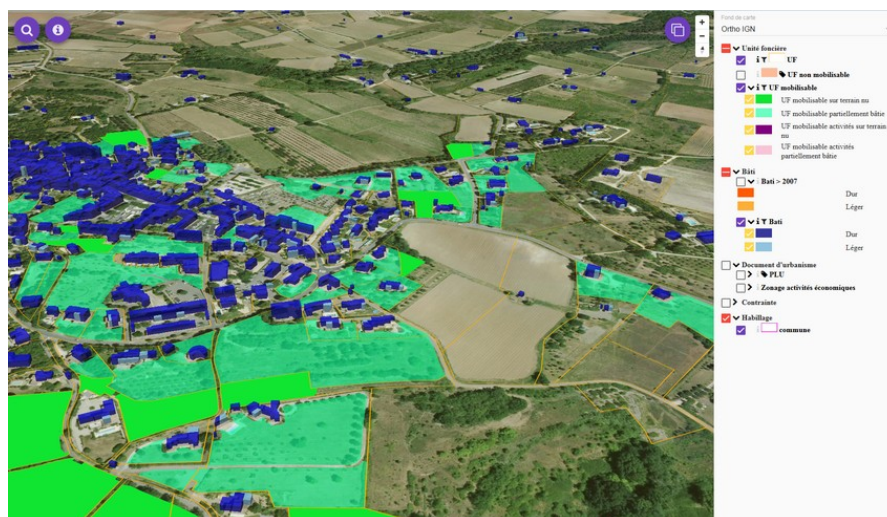 Fond de carte
Ortho IGN
Unité foncière
UF
UF non mobilisable
UF mobilisable
UF mobilisable sur terrain nu
UF mobilisable partiellement bâtie
UF mobilisable activités sur terrain
nu
UF mobilisable activités
partiellement bâtie
Bâti
Bati > 2007
Dur
Léger
Bati
Dur
Léger
Document d'urbanisme
PLU
Zonage activités économiques
Contrainte
Habillage
commune